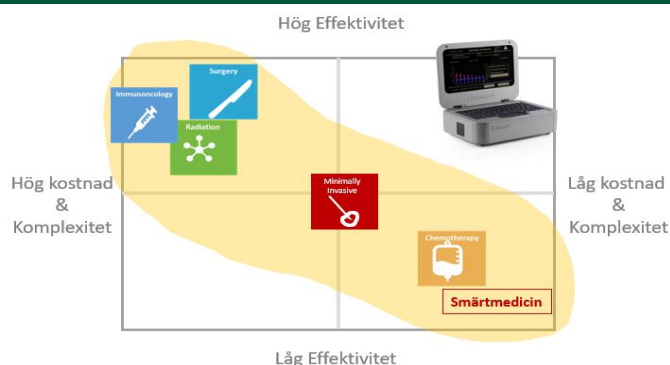 Hög Effektivitet
Surgery
Immunoncology
Radiation
Hög kostnad
&
Komplexitet
Minimally
Invasive
Låg kostnad
&
Komplexitet
Chemotherapy
Smärtmedicin
Låg Effektivitet